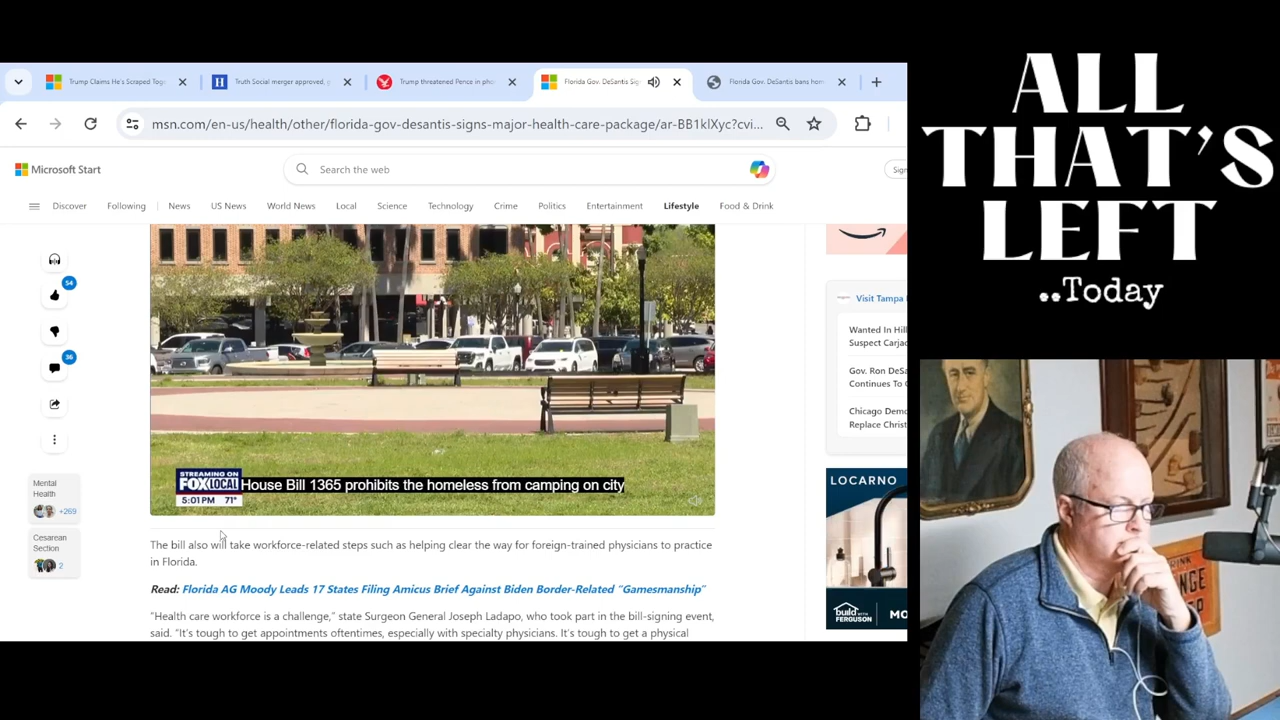 Trump Claims He's Scraped Tog
Truth Social merger approved,
Trump threatened Pence in ph
Florida Gov. DeSantis Sig
Florida Gov. DeSantis bans hom
msn.com/en-us/health/other/florida-gov-desantis-signs-major-health-care-package/ar-BB1klXyc?cvi...
Microsoft Start
Search the web
Sign
Discover
Following
News
US News
World News
Local
Science
Technology
Crime
Politics
Entertainment
Lifestyle
Food & Drink
54
36
Mental
Health
+269
Cesarean
Section
2
STREAMING ON
FOX LOCAL
5:01 PM 71°
House Bill 1365 prohibits the homeless from camping on city
The bill also will take workforce-related steps such as helping clear the way for foreign-trained physicians to practice
in Florida.
Read: Florida AG Moody Leads 17 States Filing Amicus Brief Against Biden Border-Related "Gamesmanship"
"Health care workforce is a challenge," state Surgeon General Joseph Ladapo, who took part in the bill-signing event,
said. "It's tough to get appointments oftentimes, especially with specialty physicians. It's tough to get a physical
Visit Tampa
Wanted In Hill
Suspect Carjac
Gov. Ron DeSa
Continues To
Chicago Demo
Replace Christ
LOCARNO
build WITH
FERGUSON
MO
ALL
THAT'S
LEFT
..Today